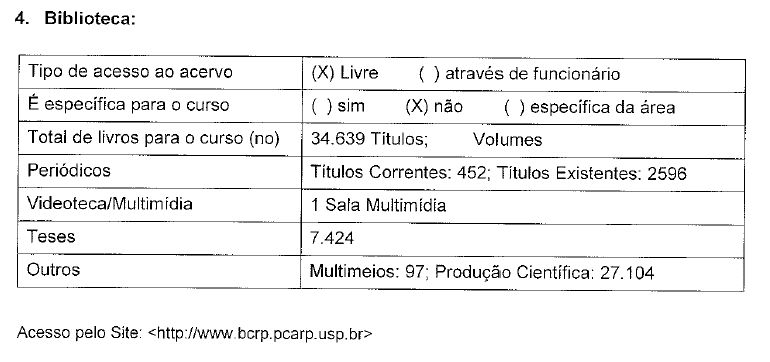 4. Biblioteca:
Tipo de acesso ao acervo (X) Livre ( ) através de funcionário
É específica para o curso ( ) sim (X) não ( ) específica da área
Total de livros para o curso (no) 34.639 Títulos; Volumes
Periódicos Títulos Correntes: 452; Títulos Existentes: 2596
Videoteca/Multimídia 1 Sala Multimídia
Teses 7.424
Outros Multimeios: 97; Produção Científica: 27.104
Acesso pelo Site: <http://www.bcrp.pcarp.usp.br>